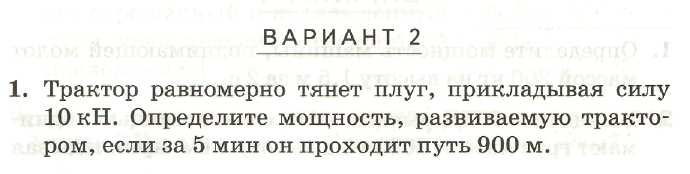 ВАРИАНТ 2
1. Трактор равномерно тянет плуг, прикладывая силу
10 кН. Определите мощность, развиваемую тракто-
ром, если за 5 мин он проходит путь 900 м.